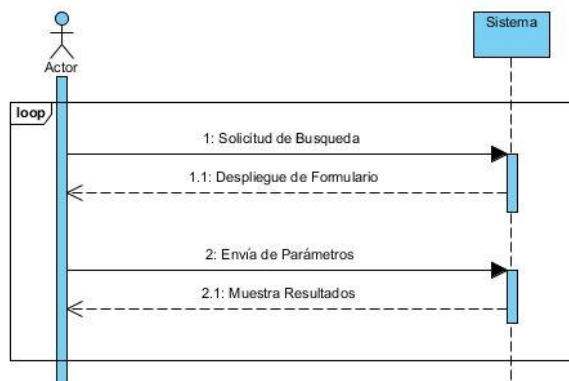 Sistema
Actor
loop
1: Solicitud de Busqueda
1.1: Despliegue de Formulario
2: Envía de Parámetros
2.1: Muestra Resultados